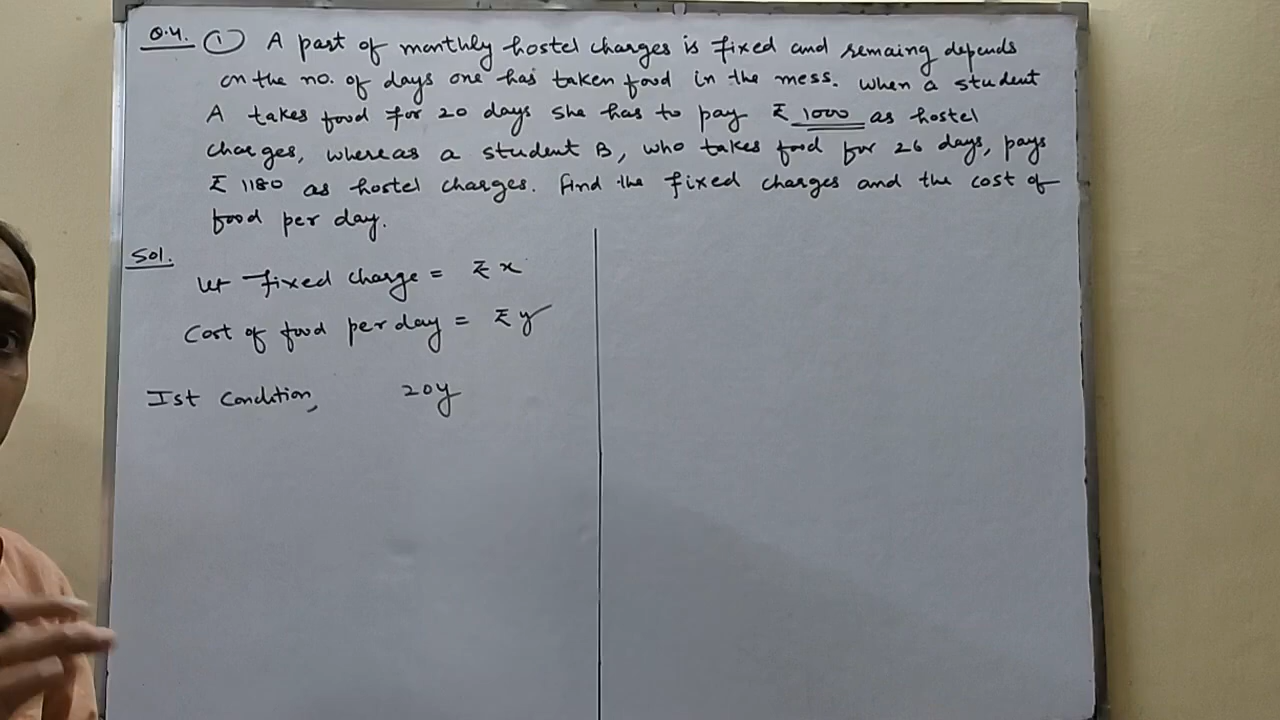 Q.4. ① A part of monthly hostel charges is fixed and remaing depends
on the no. of days one has taken food in the mess. When a student
A takes food for 20 days she has to pay ₹ 1000 as hostel
charges, whereas a student B, who takes food for 26 days, pays
₹ 1180 as hostel charges. Find the fixed charges and the cost of
food per day.
Sol.
Let fixed charge = ₹ x
Cost of food per day = ₹ y
Ist Condition, 20y